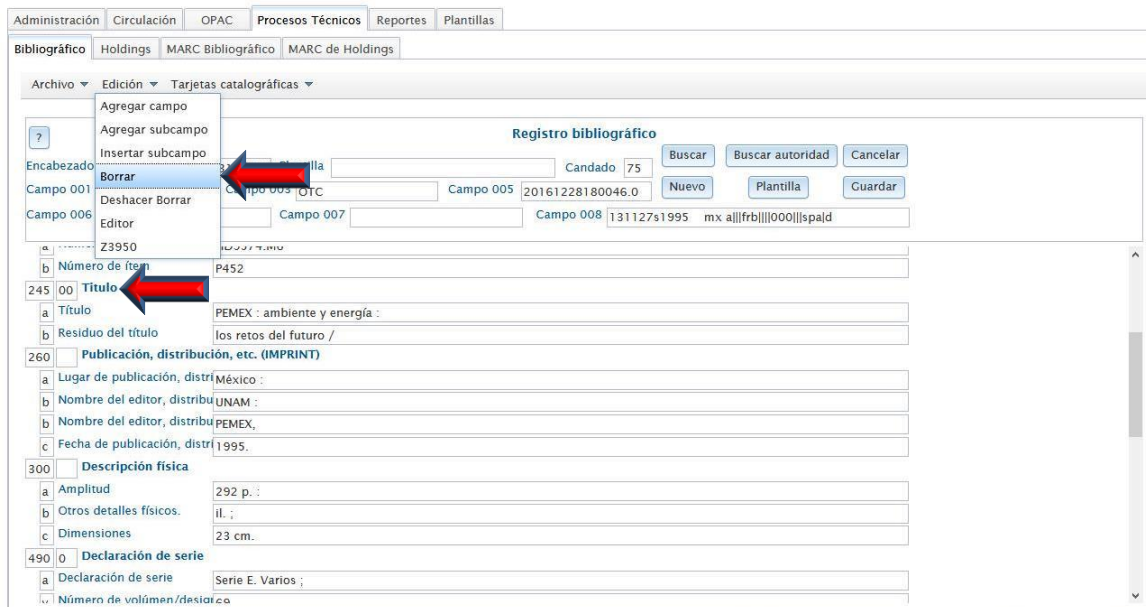 Administración Circulación OPAC Procesos Técnicos Reportes Plantillas
Bibliográfico Holdings MARC Bibliográfico MARC de Holdings
Archivo Edición Tarjetas catalográficas
Agregar campo
Agregar subcampo
Insertar subcampo
Borrar
Deshacer Borrar
Editor
Z3950
? Registro bibliográfico
Encabezado Candado 75 Buscar Buscar autoridad Cancelar
Campo 001 Campo 003 OTC Campo 005 20161228180046.0 Nuevo Plantilla Guardar
Campo 006 Campo 007 Campo 008 131127s1995 mx a|||frb||||000|||spa|d
a
b Número de ítem P452
245 00 Titulo
a Título PEMEX : ambiente y energía :
b Residuo del título los retos del futuro /
260 Publicación, distribución, etc. (IMPRINT)
a Lugar de publicación, distri México :
b Nombre del editor, distribu UNAM :
b Nombre del editor, distribu PEMEX,
c Fecha de publicación, distri 1995.
300 Descripción física
a Amplitud 292 p. :
b Otros detalles físicos. il. ;
c Dimensiones 23 cm.
490 0 Declaración de serie
a Declaración de serie Serie E. Varios ;
v Número de volúmen/desig 69